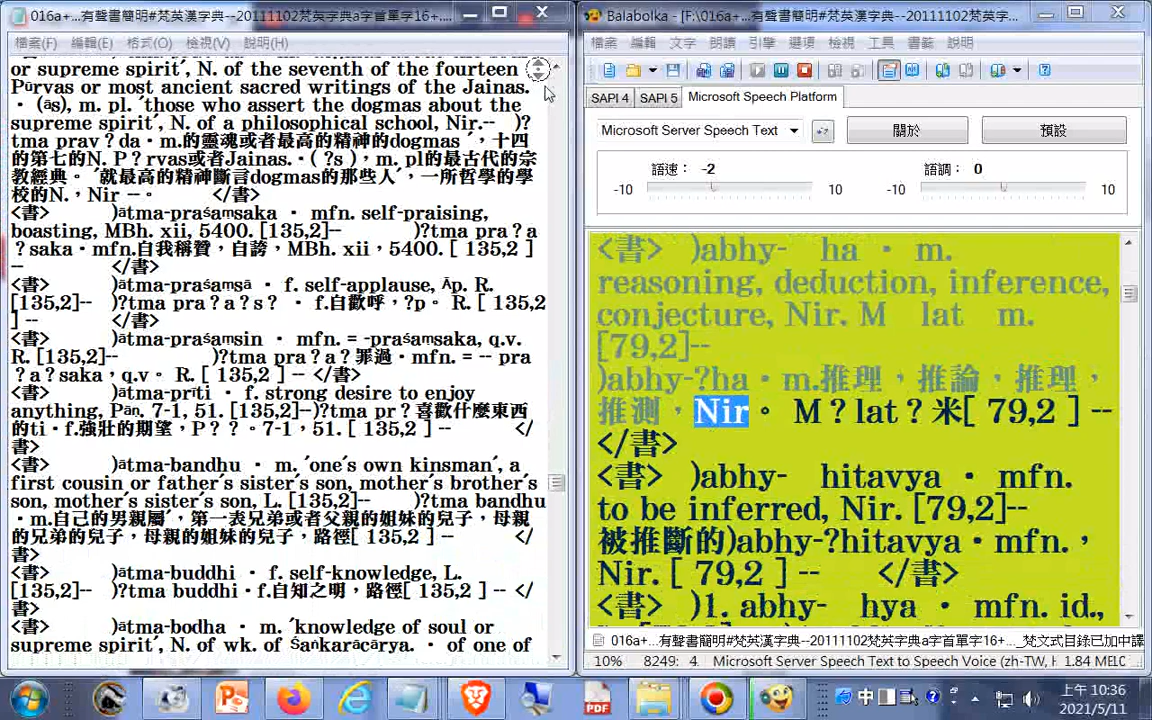 016a+...有聲書簡明#梵英漢字典--20111102梵英字典a字首單字16+...
檔案(F) 編輯(E) 格式(O) 檢視(V) 說明(H)
or supreme spirit', N. of the seventh of the fourteen
Pūrvas or most ancient sacred writings of the Jainas.
· (ās), m. pl. 'those who assert the dogmas about the
supreme spirit', N. of a philosophical school, Nir.-- )?
tma prav ? da · m.的靈魂或者最高的精神的dogmas ' , 十四
的第七的N. P ? rvas或者Jainas. · ( ?s ) , m. pl的最古代的宗
教經典。 '就最高的精神斷言dogmas的那些人' , 一所哲學的學
校的N. , Nir -- 。 </書>
<書> )ātma-praśaṃsaka · mfn. self-praising,
boasting, MBh. xii, 5400. [135,2]-- )?tma pra?a?
?saka · mfn.自我稱贊 , 自誇 , MBh. xii , 5400. [ 135,2 ]
-- </書>
<書> )ātma-praśaṃsā · f. self-applause, Āp. R.
[135,2]-- )?tma pra?a?s? · f.自歡呼 , ?p。 R. [ 135,2
] -- </書>
<書> )ātma-praśaṃsin · mfn. = -praśaṃsaka, q.v.
R. [135,2]-- )?tma pra?a?罪過 · mfn. = -- pra
?a?saka , q.v 。 R. [ 135,2 ] -- </書>
<書> )ātma-prīti · f. strong desire to enjoy
anything, Pāṇ. 7-1, 51. [135,2]--)?tma pr ? 喜歡什麼東西
的ti · f.強壯的期望 , P ? ? 。 7-1 , 51. [ 135,2 ] -- </
書>
<書> )ātma-bandhu · m. 'one's own kinsman', a
first cousin or father's sister's son, mother's brother's
son, mother's sister's son, L. [135,2]-- )?tma bandhu
· m.自己的男親屬' , 第一表兄弟或者父親的姐妹的兒子 , 母親
的兄弟的兒子 , 母親的姐妹的兒子 , 路徑[ 135,2 ] -- </
書>
<書> )ātma-buddhi · f. self-knowledge, L.
[135,2]-- )?tma buddhi · f.自知之明 , 路徑[ 135,2 ] -- </
書>
<書> )ātma-bodha · m. 'knowledge of soul or
supreme spirit', N. of wk. of Śaṅkarācārya. · of one of
Balabolka - [F:\016a+...有聲書簡明#梵英漢字典--20111102梵英字...
檔案 編輯 文字 朗讀 引擎 選項 檢視 工具 書籤 說明
SAPI 4 SAPI 5 Microsoft Speech Platform
Microsoft Server Speech Text 關於 預設
語速: -2 語調: 0
-10 10 -10 10
<書> )abhy- ha · m.
reasoning, deduction, inference,
conjecture, Nir. M lat m.
[79,2]--
)abhy-?ha · m.推理 , 推論 , 推理 ,
推測 , Nir 。 M ? lat ? 米[ 79,2 ] --
</書>
<書> )abhy- hitavya · mfn.
to be inferred, Nir. [79,2]--
被推斷的)abhy-?hitavya · mfn. ,
Nir. [ 79,2 ] -- </書>
<書> )1. abhy- hya · mfn. id.,
016a+...有聲書簡明#梵英漢字典--20111102梵英字典a字首單字16+..._梵文式目錄已加中譯
10% 8249: 4 Microsoft Server Speech Text to Speech Voice (zh-TW, H 1.84 MELC
中 上午 10:36
2021/5/11